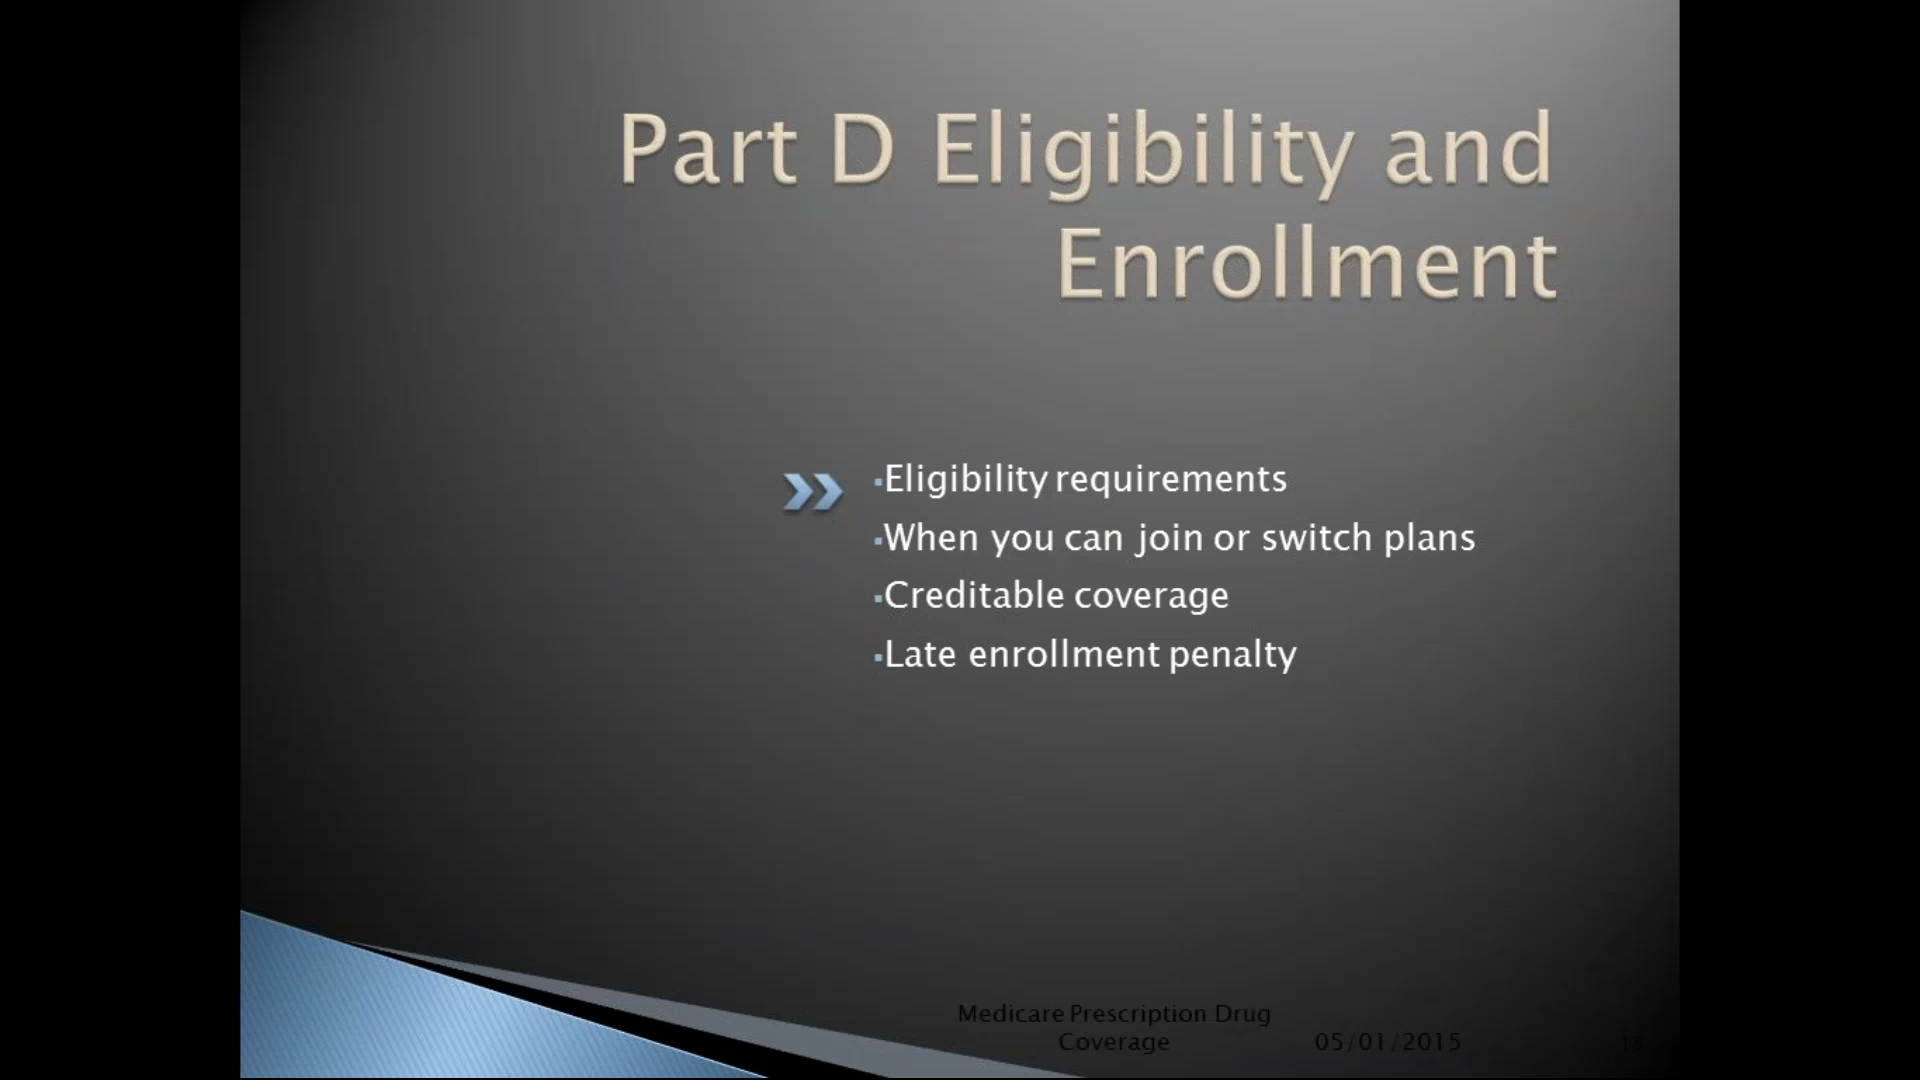 Part D Eligibility and
Enrollment
▪Eligibility requirements
▪When you can join or switch plans
▪Creditable coverage
▪Late enrollment penalty
Medicare Prescription Drug
Coverage
05/01/2015